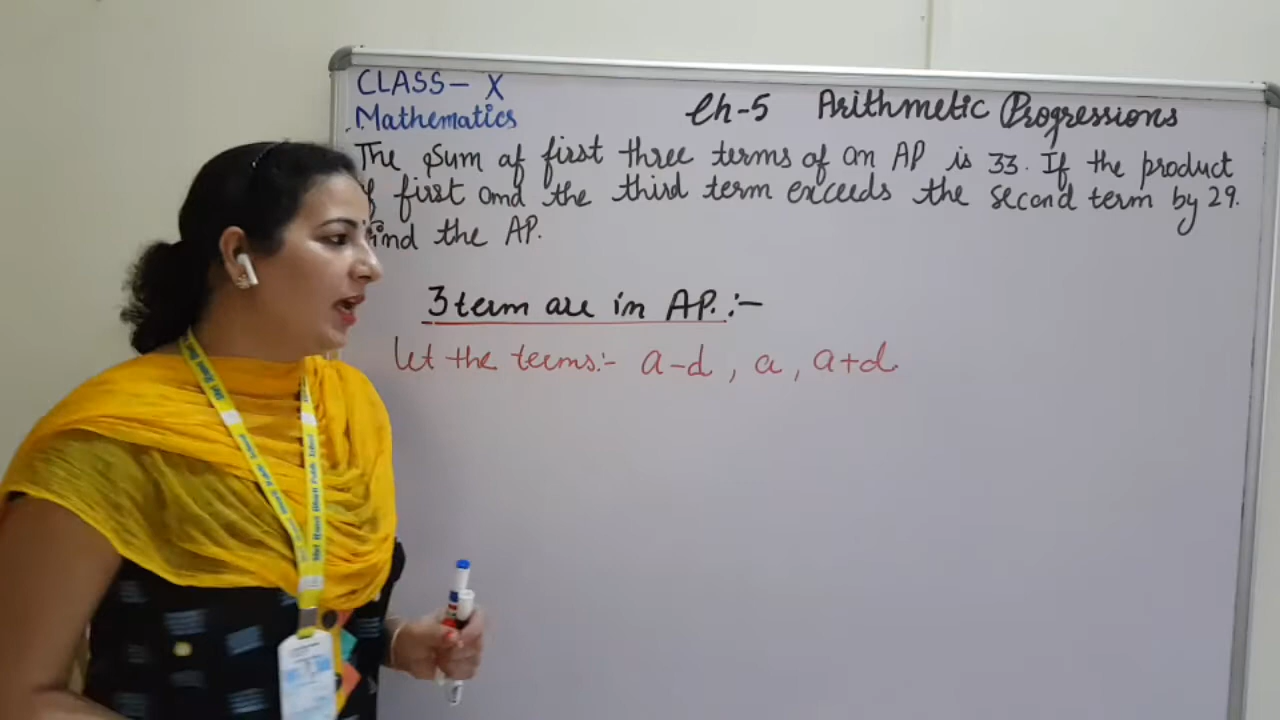 CLASS- X
Mathematics
Ch-5 Arithmetic Progressions
The sum of first three terms of an AP is 33. If the product
first and the third term exceeds the second term by 29.
the AP.
3 term are in AP.:-
let the terms:- a-d, a, a+d.